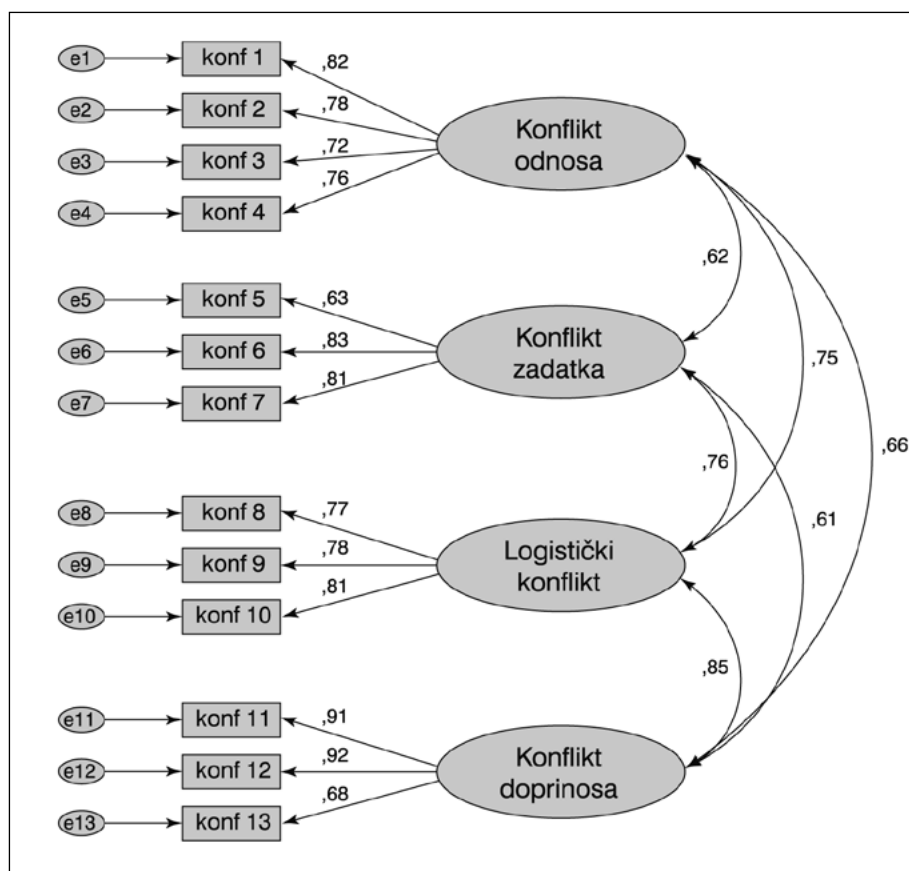 e1 konf 1 ,82
e2 konf 2 ,78
e3 konf 3 ,72
e4 konf 4 ,76
Konflikt
odnosa
,62
e5 konf 5 ,63
e6 konf 6 ,83
e7 konf 7 ,81
Konflikt
zadatka
,75
,66
,76
,61
e8 konf 8 ,77
e9 konf 9 ,78
e10 konf 10 ,81
Logistički
konflikt
,85
e11 konf 11 ,91
e12 konf 12 ,92
e13 konf 13 ,68
Konflikt
doprinosa